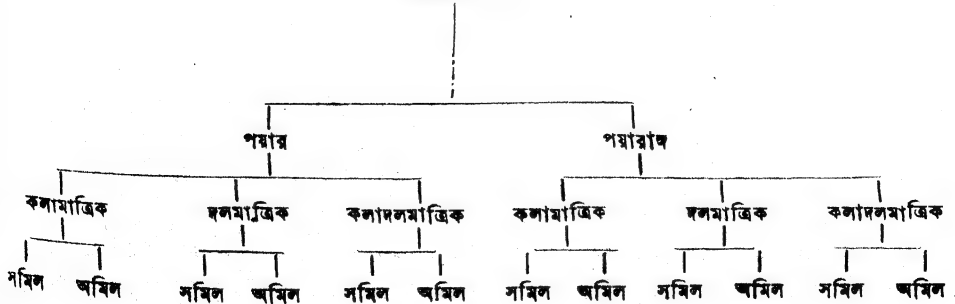 পয়ার পয়ারাঙ্গ
কলামাত্রিক দলমাত্রিক কলাদলমাত্রিক কলামাত্রিক দলমাত্রিক কলাদলমাত্রিক
সমিল অমিল সমিল অমিল সমিল অমিল সমিল অমিল সমিল অমিল সমিল অমিল